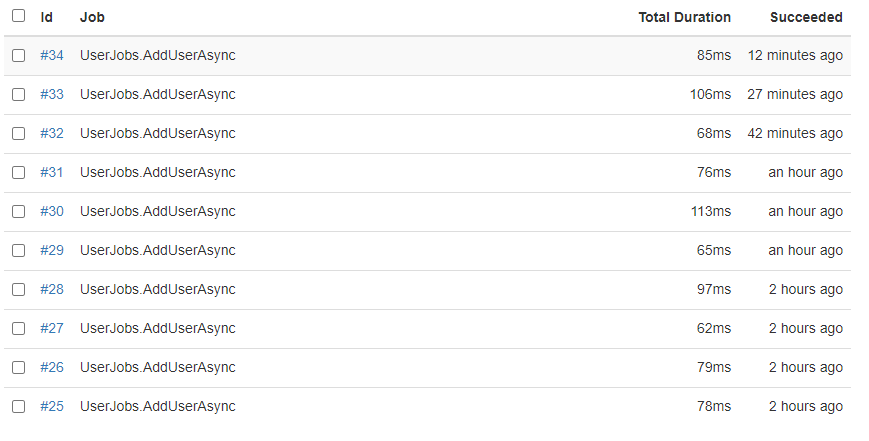 Id Job Total Duration Succeeded
#34 UserJobs.AddUserAsync 85ms 12 minutes ago
#33 UserJobs.AddUserAsync 106ms 27 minutes ago
#32 UserJobs.AddUserAsync 68ms 42 minutes ago
#31 UserJobs.AddUserAsync 76ms an hour ago
#30 UserJobs.AddUserAsync 113ms an hour ago
#29 UserJobs.AddUserAsync 65ms an hour ago
#28 UserJobs.AddUserAsync 97ms 2 hours ago
#27 UserJobs.AddUserAsync 62ms 2 hours ago
#26 UserJobs.AddUserAsync 79ms 2 hours ago
#25 UserJobs.AddUserAsync 78ms 2 hours ago